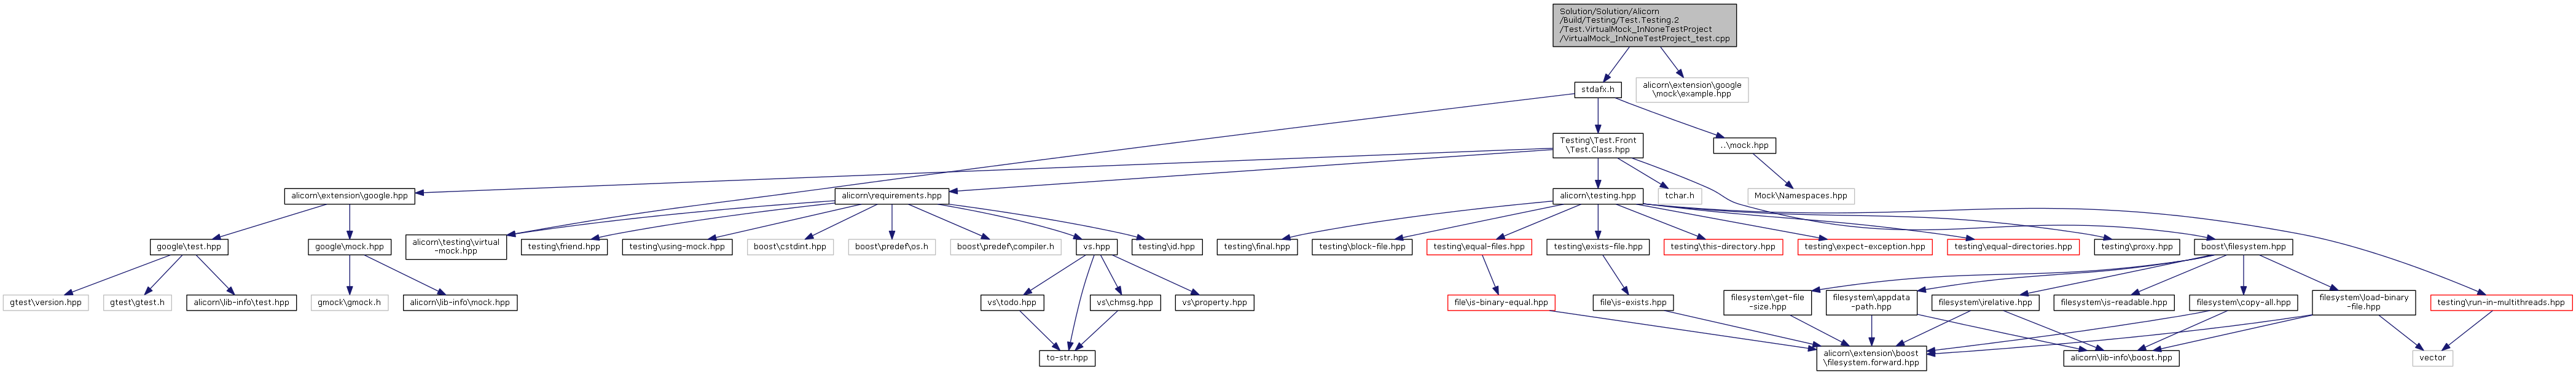 Solution/Solution/Alicorn
/Build/Testing/Test.Testing.2
/Test.VirtualMock_InNoneTestProject
/VirtualMock_InNoneTestProject_test.cpp
stdafx.h
alicorn\extension\google
\mock\example.hpp
Testing\Test.Front
\Test.Class.hpp
..\mock.hpp
alicorn\extension\google.hpp
alicorn\requirements.hpp
alicorn\testing.hpp
tchar.h
Mock\Namespaces.hpp
google\test.hpp
google\mock.hpp
alicorn\testing\virtual
-mock.hpp
testing\friend.hpp
testing\using-mock.hpp
boost\cstdint.hpp
boost\predef\os.h
boost\predef\compiler.h
vs.hpp
testing\id.hpp
testing\final.hpp
testing\block-file.hpp
testing\equal-files.hpp
testing\exists-file.hpp
testing\this-directory.hpp
testing\expect-exception.hpp
testing\equal-directories.hpp
testing\proxy.hpp
boost\filesystem.hpp
gtest\version.hpp
gtest\gtest.h
alicorn\lib-info\test.hpp
gmock\gmock.h
alicorn\lib-info\mock.hpp
vs\todo.hpp
vs\chmsg.hpp
vs\property.hpp
file\is-binary-equal.hpp
file\is-exists.hpp
filesystem\get-file
-size.hpp
filesystem\appdata
-path.hpp
filesystem\irelative.hpp
filesystem\is-readable.hpp
filesystem\copy-all.hpp
filesystem\load-binary
-file.hpp
testing\run-in-multithreads.hpp
to-str.hpp
alicorn\extension\boost
\filesystem.forward.hpp
alicorn\lib-info\boost.hpp
vector